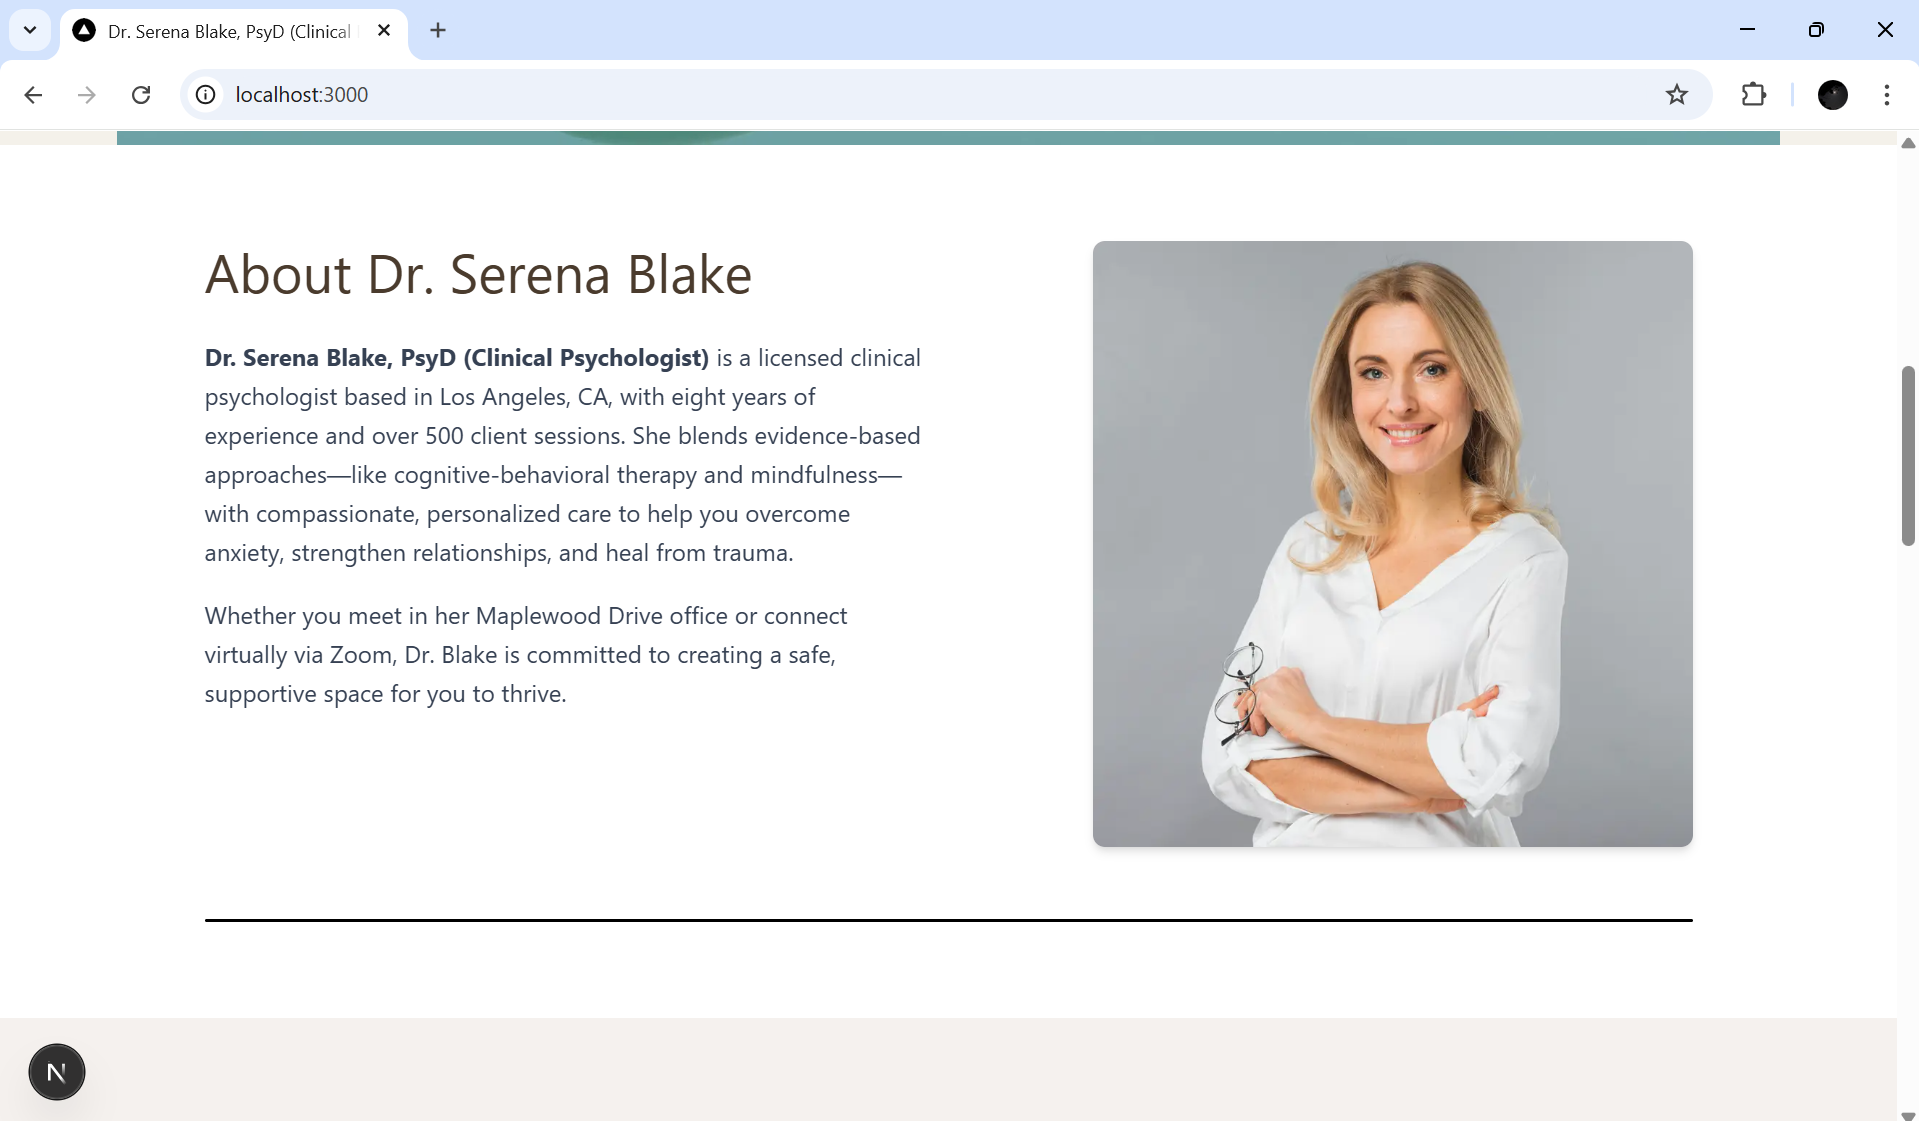 Dr. Serena Blake, PsyD (Clinical
localhost:3000
About Dr. Serena Blake
Dr. Serena Blake, PsyD (Clinical Psychologist) is a licensed clinical
psychologist based in Los Angeles, CA, with eight years of
experience and over 500 client sessions. She blends evidence-based
approaches—like cognitive-behavioral therapy and mindfulness—
with compassionate, personalized care to help you overcome
anxiety, strengthen relationships, and heal from trauma.
Whether you meet in her Maplewood Drive office or connect
virtually via Zoom, Dr. Blake is committed to creating a safe,
supportive space for you to thrive.
N